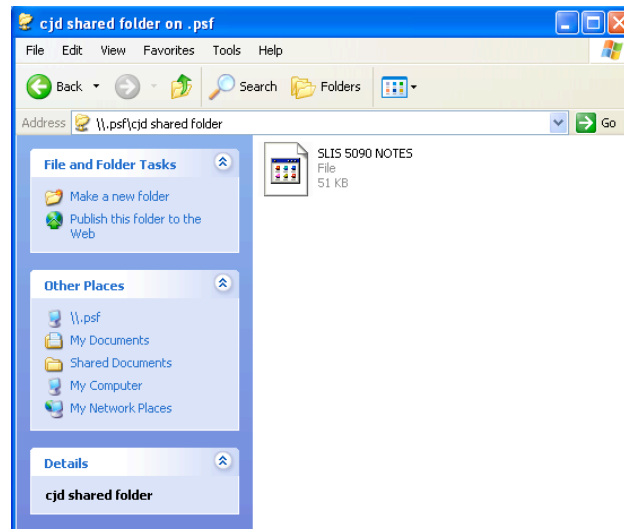 cjd shared folder on .psf
File Edit View Favorites Tools Help
Back Search Folders
Address \\.psf\cjd shared folder Go
File and Folder Tasks
Make a new folder
Publish this folder to the
Web
Other Places
\\.psf
My Documents
Shared Documents
My Computer
My Network Places
Details
cjd shared folder
SLIS 5090 NOTES
File
51 KB